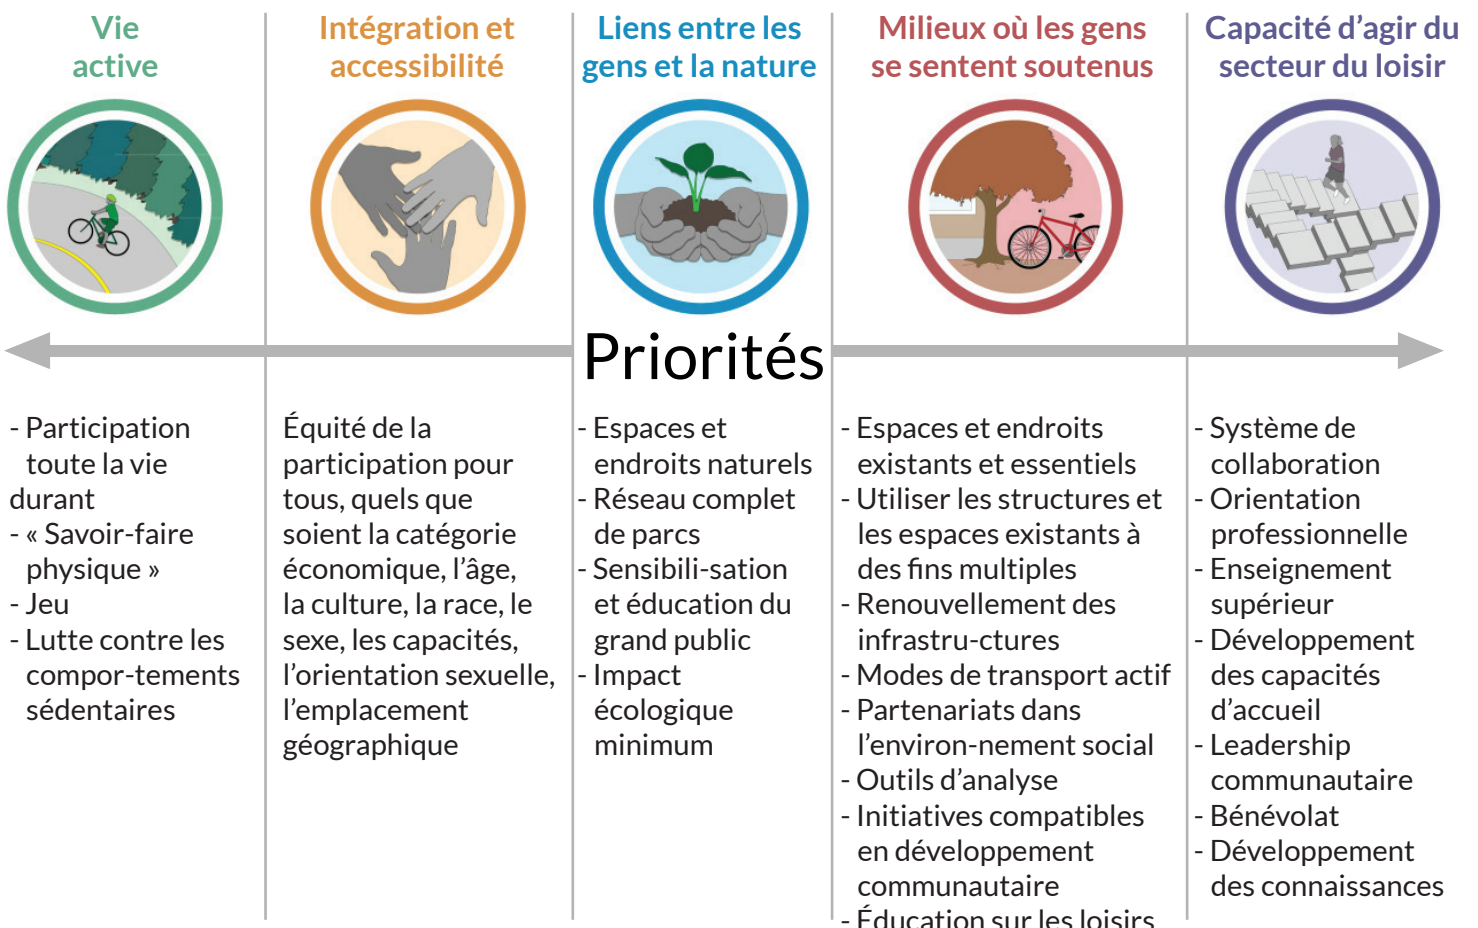 Vie
active
Intégration et
accessibilité
Liens entre les
gens et la nature
Milieux où les gens
se sentent soutenus
Capacité d’agir du
secteur du loisir
Priorités
- Participation
toute la vie
durant
- « Savoir-faire
physique »
- Jeu
- Lutte contre les
compor-tements
sédentaires
Équité de la
participation pour
tous, quels que
soient la catégorie
économique, l’âge,
la culture, la race, le
sexe, les capacités,
l’orientation sexuelle,
l’emplacement
géographique
- Espaces et
endroits naturels
- Réseau complet
de parcs
- Sensibili-sation
et éducation du
grand public
- Impact
écologique
minimum
- Espaces et endroits
existants et essentiels
- Utiliser les structures et
les espaces existants à
des fins multiples
- Renouvellement des
infrastru-ctures
- Modes de transport actif
- Partenariats dans
l’environ-nement social
- Outils d’analyse
- Initiatives compatibles
en développement
communautaire
- Éducation sur les loisirs
- Système de
collaboration
- Orientation
professionnelle
- Enseignement
supérieur
- Développement
des capacités
d’accueil
- Leadership
communautaire
- Bénévolat
- Développement
des connaissances